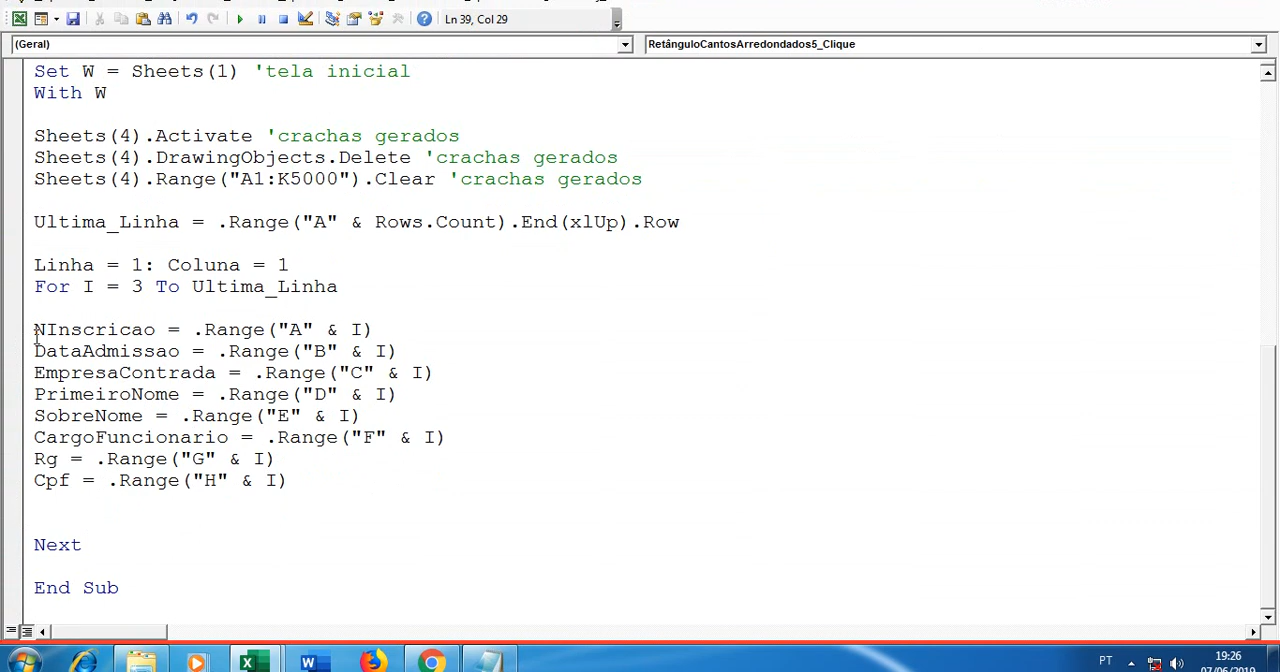 Ln 39, Col 29
(Geral)
RetânguloCantosArredondados5_Clique
Set W = Sheets(1) 'tela inicial
With W
Sheets(4).Activate 'crachas gerados
Sheets(4).DrawingObjects.Delete 'crachas gerados
Sheets(4).Range("A1:K5000").Clear 'crachas gerados
Ultima_Linha = .Range("A" & Rows.Count).End(xlUp).Row
Linha = 1: Coluna = 1
For I = 3 To Ultima_Linha
NInscricao = .Range("A" & I)
DataAdmissao = .Range("B" & I)
EmpresaContrada = .Range("C" & I)
PrimeiroNome = .Range("D" & I)
SobreNome = .Range("E" & I)
CargoFuncionario = .Range("F" & I)
Rg = .Range("G" & I)
Cpf = .Range("H" & I)
Next
End Sub
PT
19:26
07/06/2019